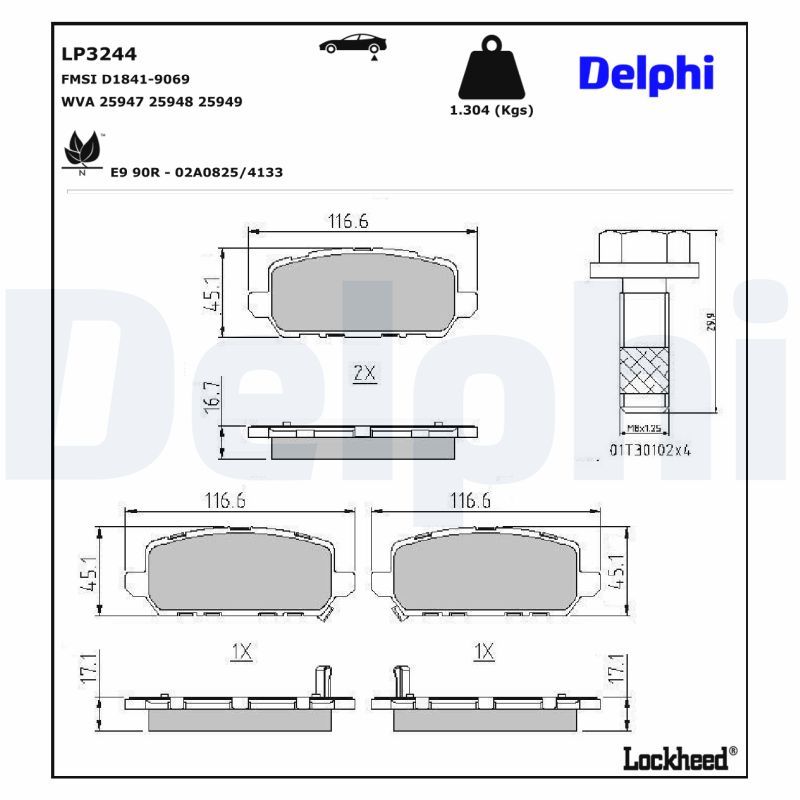 LP3244
FMSI D1841-9069
WVA 25947 25948 25949
1.304 (Kgs)
Delphi
™
N
E9 90R - 02A0825/4133
116.6
45.1
2X
16.7
29.9
M8x1.25
01T30102x4
Delphi
116.6
116.6
45.1
45.1
1X
1X
17.1
17.1
Lockheed®